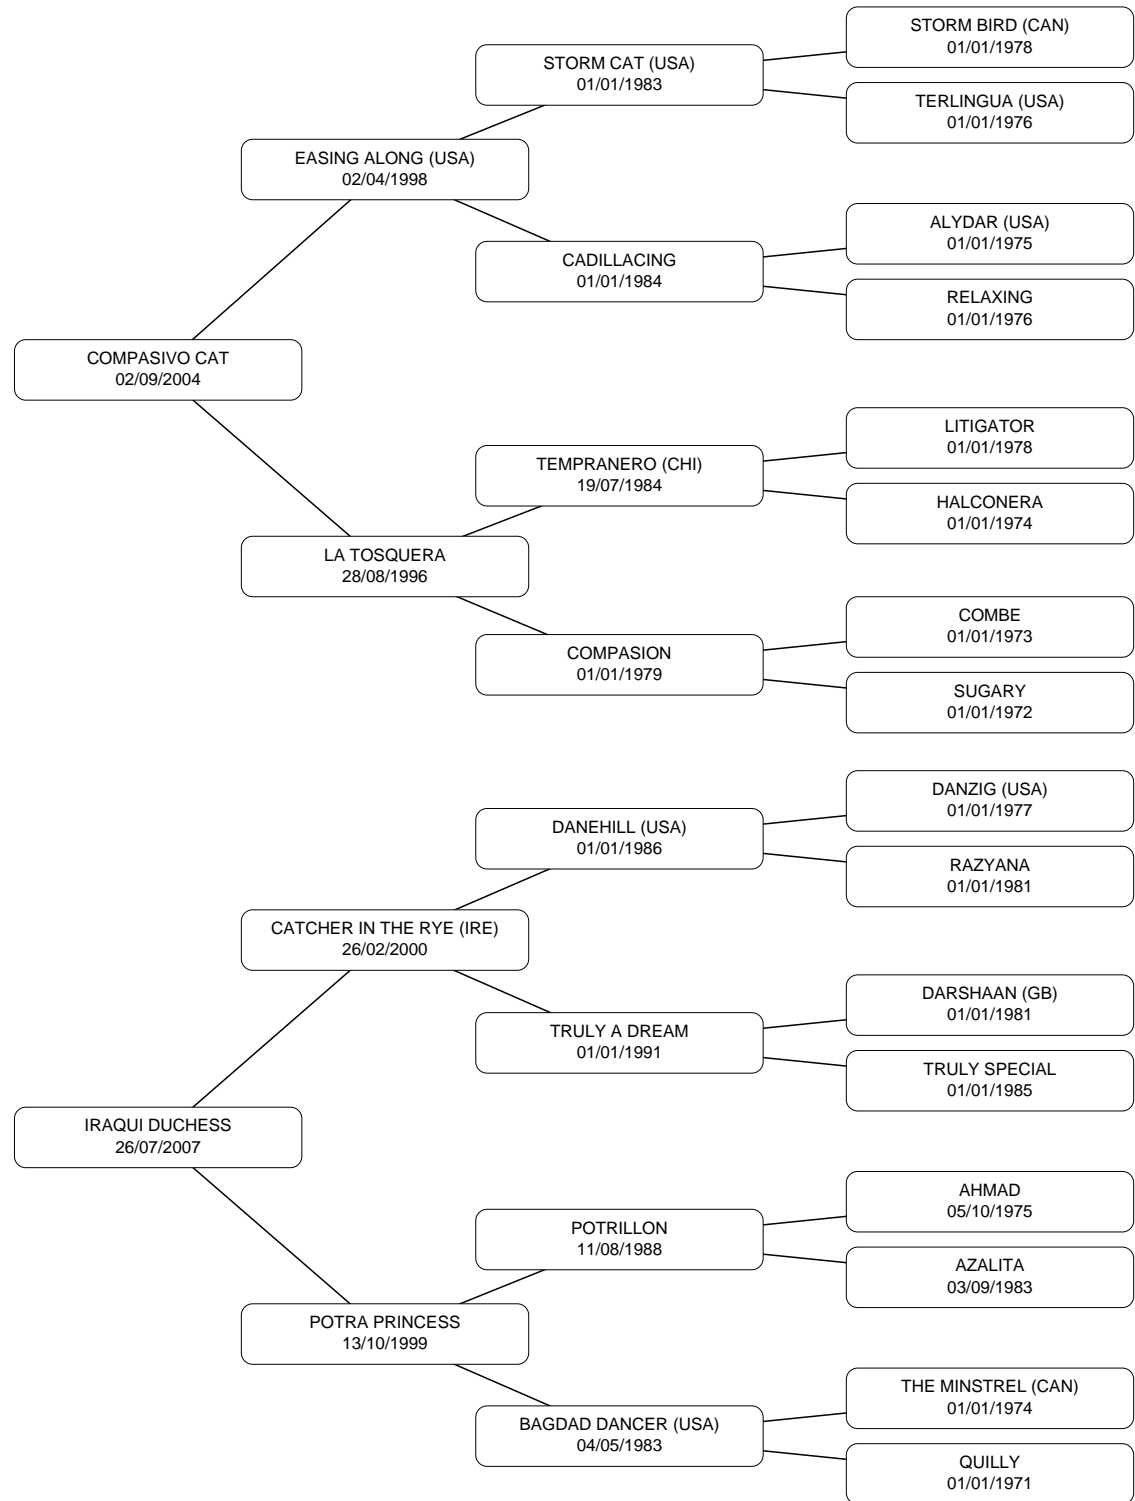 STORM BIRD (CAN)
01/01/1978
STORM CAT (USA)
01/01/1983
TERLINGUA (USA)
01/01/1976
EASING ALONG (USA)
02/04/1998
ALYDAR (USA)
01/01/1975
CADILLACING
01/01/1984
RELAXING
01/01/1976
COMPASIVO CAT
02/09/2004
LITIGATOR
01/01/1978
TEMPRANERO (CHI)
19/07/1984
HALCONERA
01/01/1974
LA TOSQUERA
28/08/1996
COMBE
01/01/1973
COMPASION
01/01/1979
SUGARY
01/01/1972
DANZIG (USA)
01/01/1977
DANEHILL (USA)
01/01/1986
RAZYANA
01/01/1981
CATCHER IN THE RYE (IRE)
26/02/2000
DARSHAAN (GB)
01/01/1981
TRULY A DREAM
01/01/1991
TRULY SPECIAL
01/01/1985
IRAQUI DUCHESS
26/07/2007
AHMAD
05/10/1975
POTRILLON
11/08/1988
AZALITA
03/09/1983
POTRA PRINCESS
13/10/1999
THE MINSTREL (CAN)
01/01/1974
BAGDAD DANCER (USA)
04/05/1983
QUILLY
01/01/1971